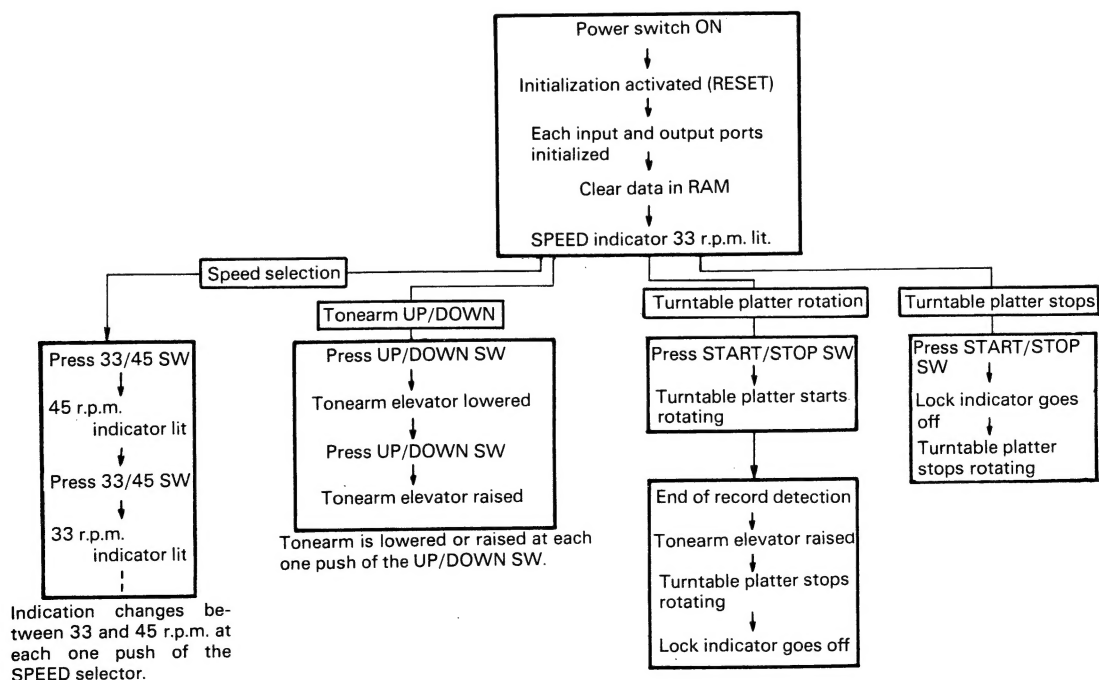 Power switch ON
Initialization activated (RESET)
Each input and output ports
initialized
Clear data in RAM
SPEED indicator 33 r.p.m. lit.
Speed selection
Press 33/45 SW
45 r.p.m.
indicator lit
Press 33/45 SW
33 r.p.m.
indicator lit
Indication changes be-
tween 33 and 45 r.p.m. at
each one push of the
SPEED selector.
Tonearm UP/DOWN
Press UP/DOWN SW
Tonearm elevator lowered
Press UP/DOWN SW
Tonearm elevator raised
Tonearm is lowered or raised at each
one push of the UP/DOWN SW.
Turntable platter rotation
Press START/STOP SW
Turntable platter starts
rotating
End of record detection
Tonearm elevator raised
Turntable platter stops
rotating
Lock indicator goes off
Turntable platter stops
Press START/STOP
SW
Lock indicator goes
off
Turntable platter
stops rotating